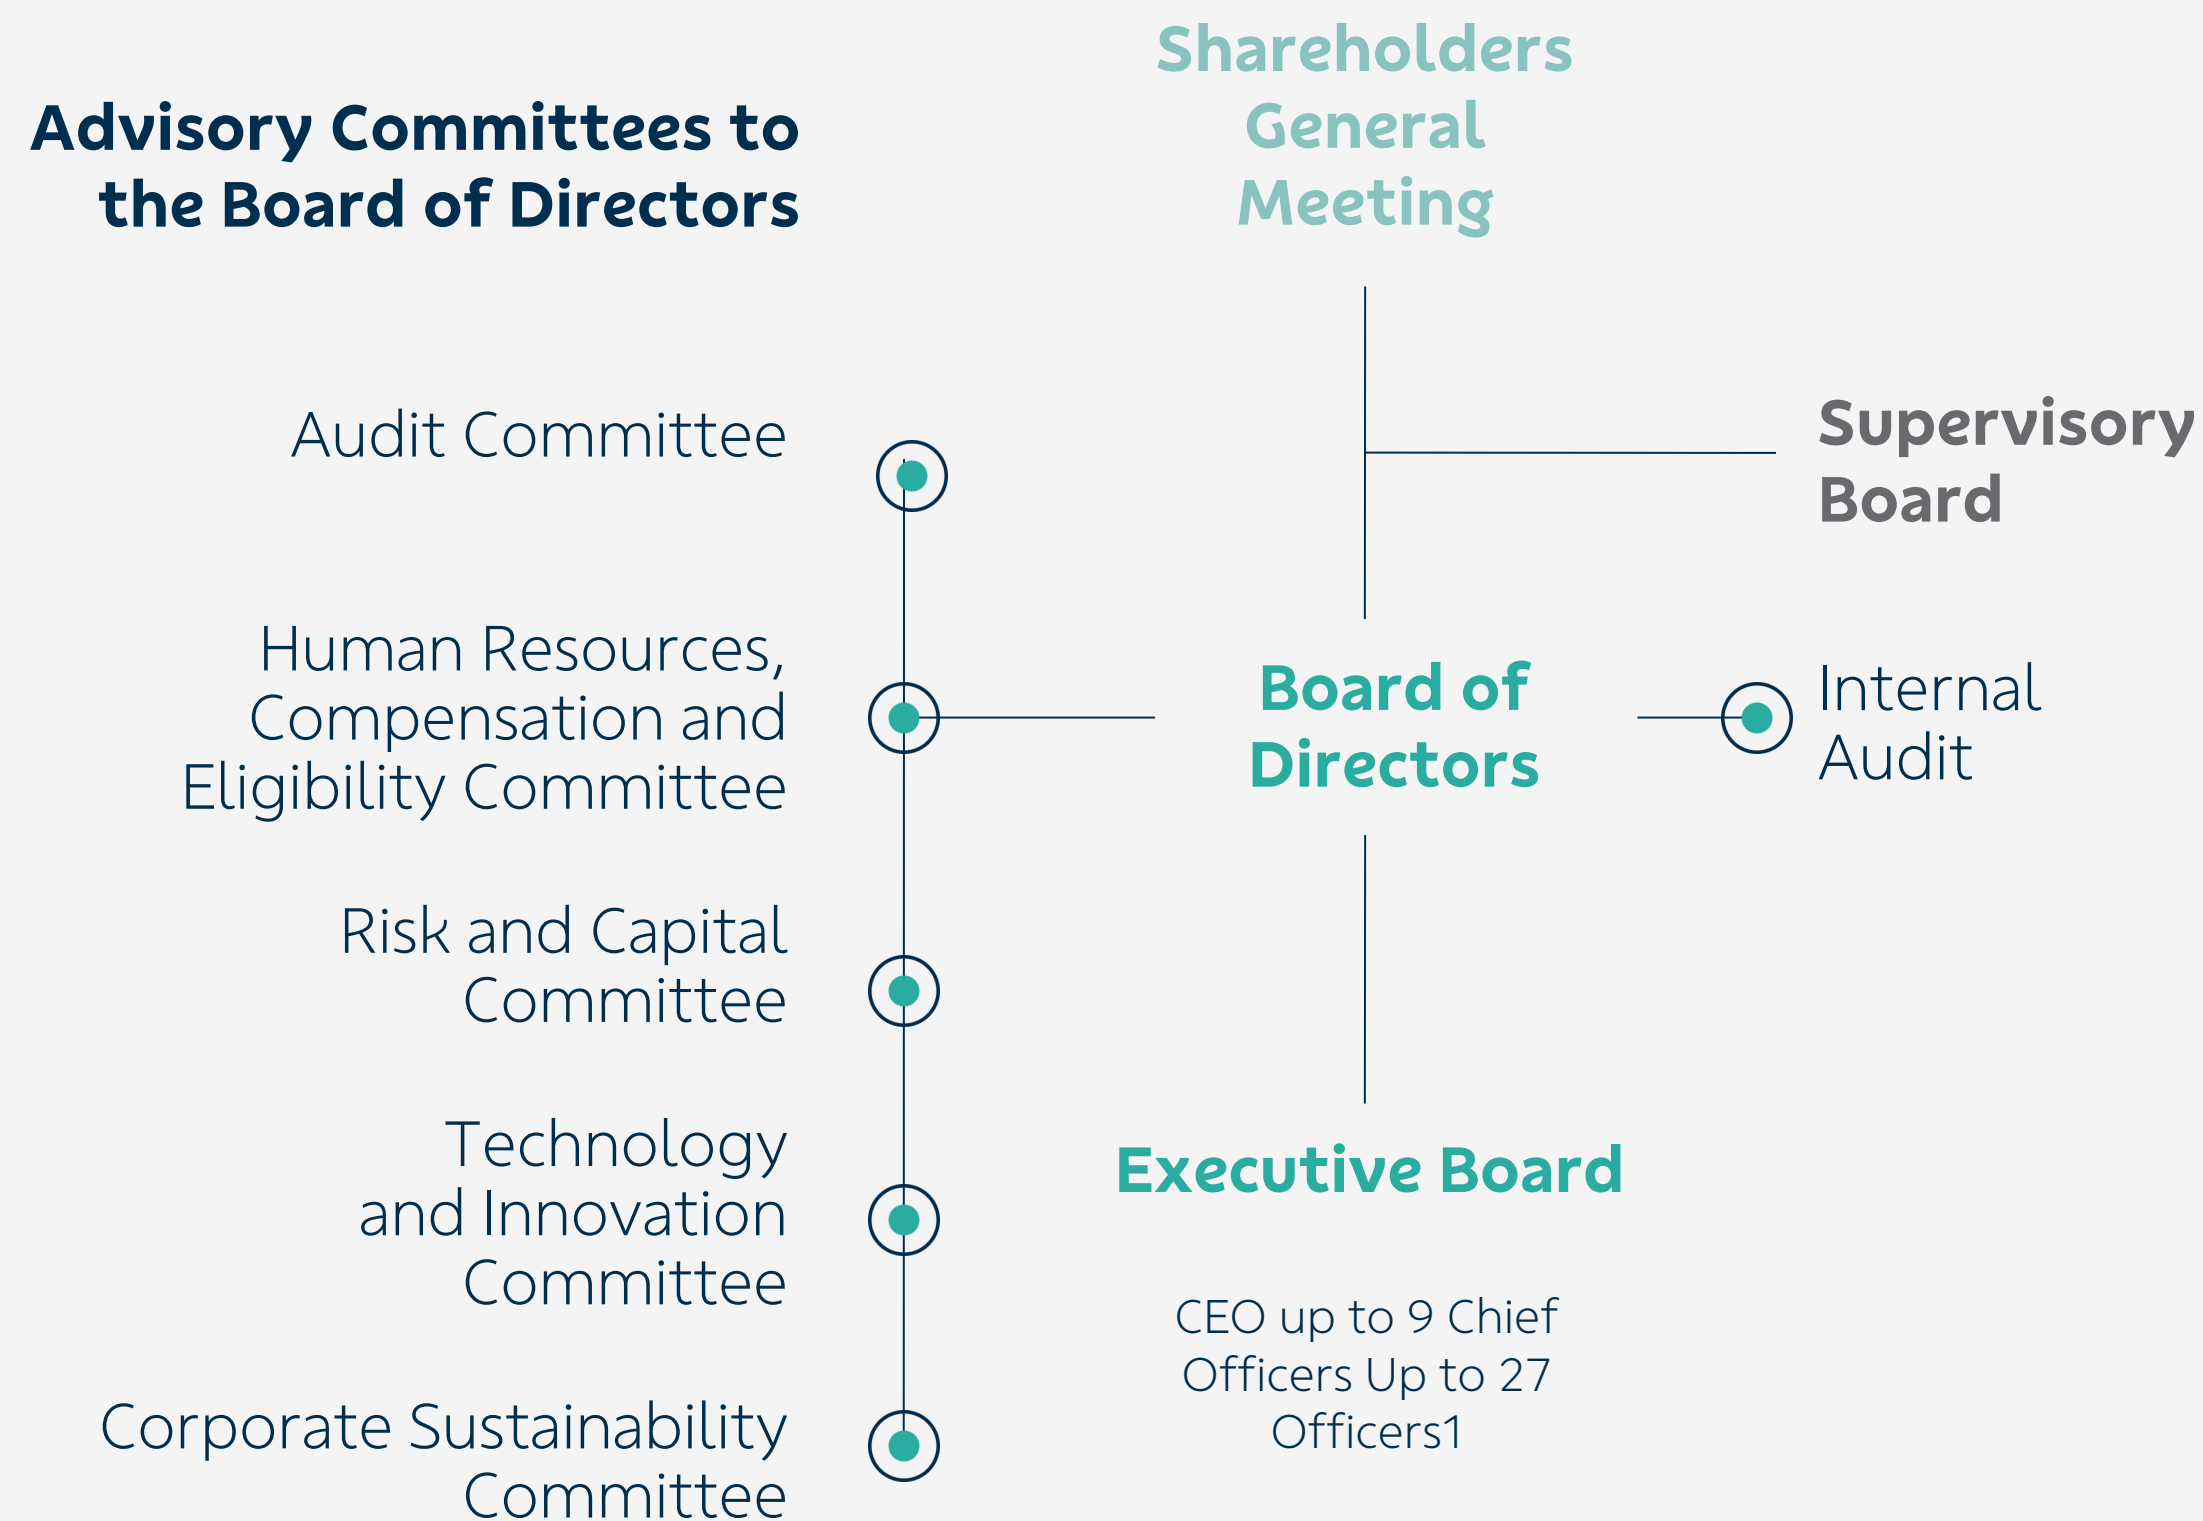 Advisory Committees to
the Board of Directors
Audit Committee
Human Resources,
Compensation and
Eligibility Committee
Risk and Capital
Committee
Technology
and Innovation
Committee
Corporate Sustainability
Committee
Shareholders
General
Meeting
Supervisory
Board
Board of
Directors
Internal
Audit
Executive Board
CEO up to 9 Chief
Officers Up to 27
Officers1